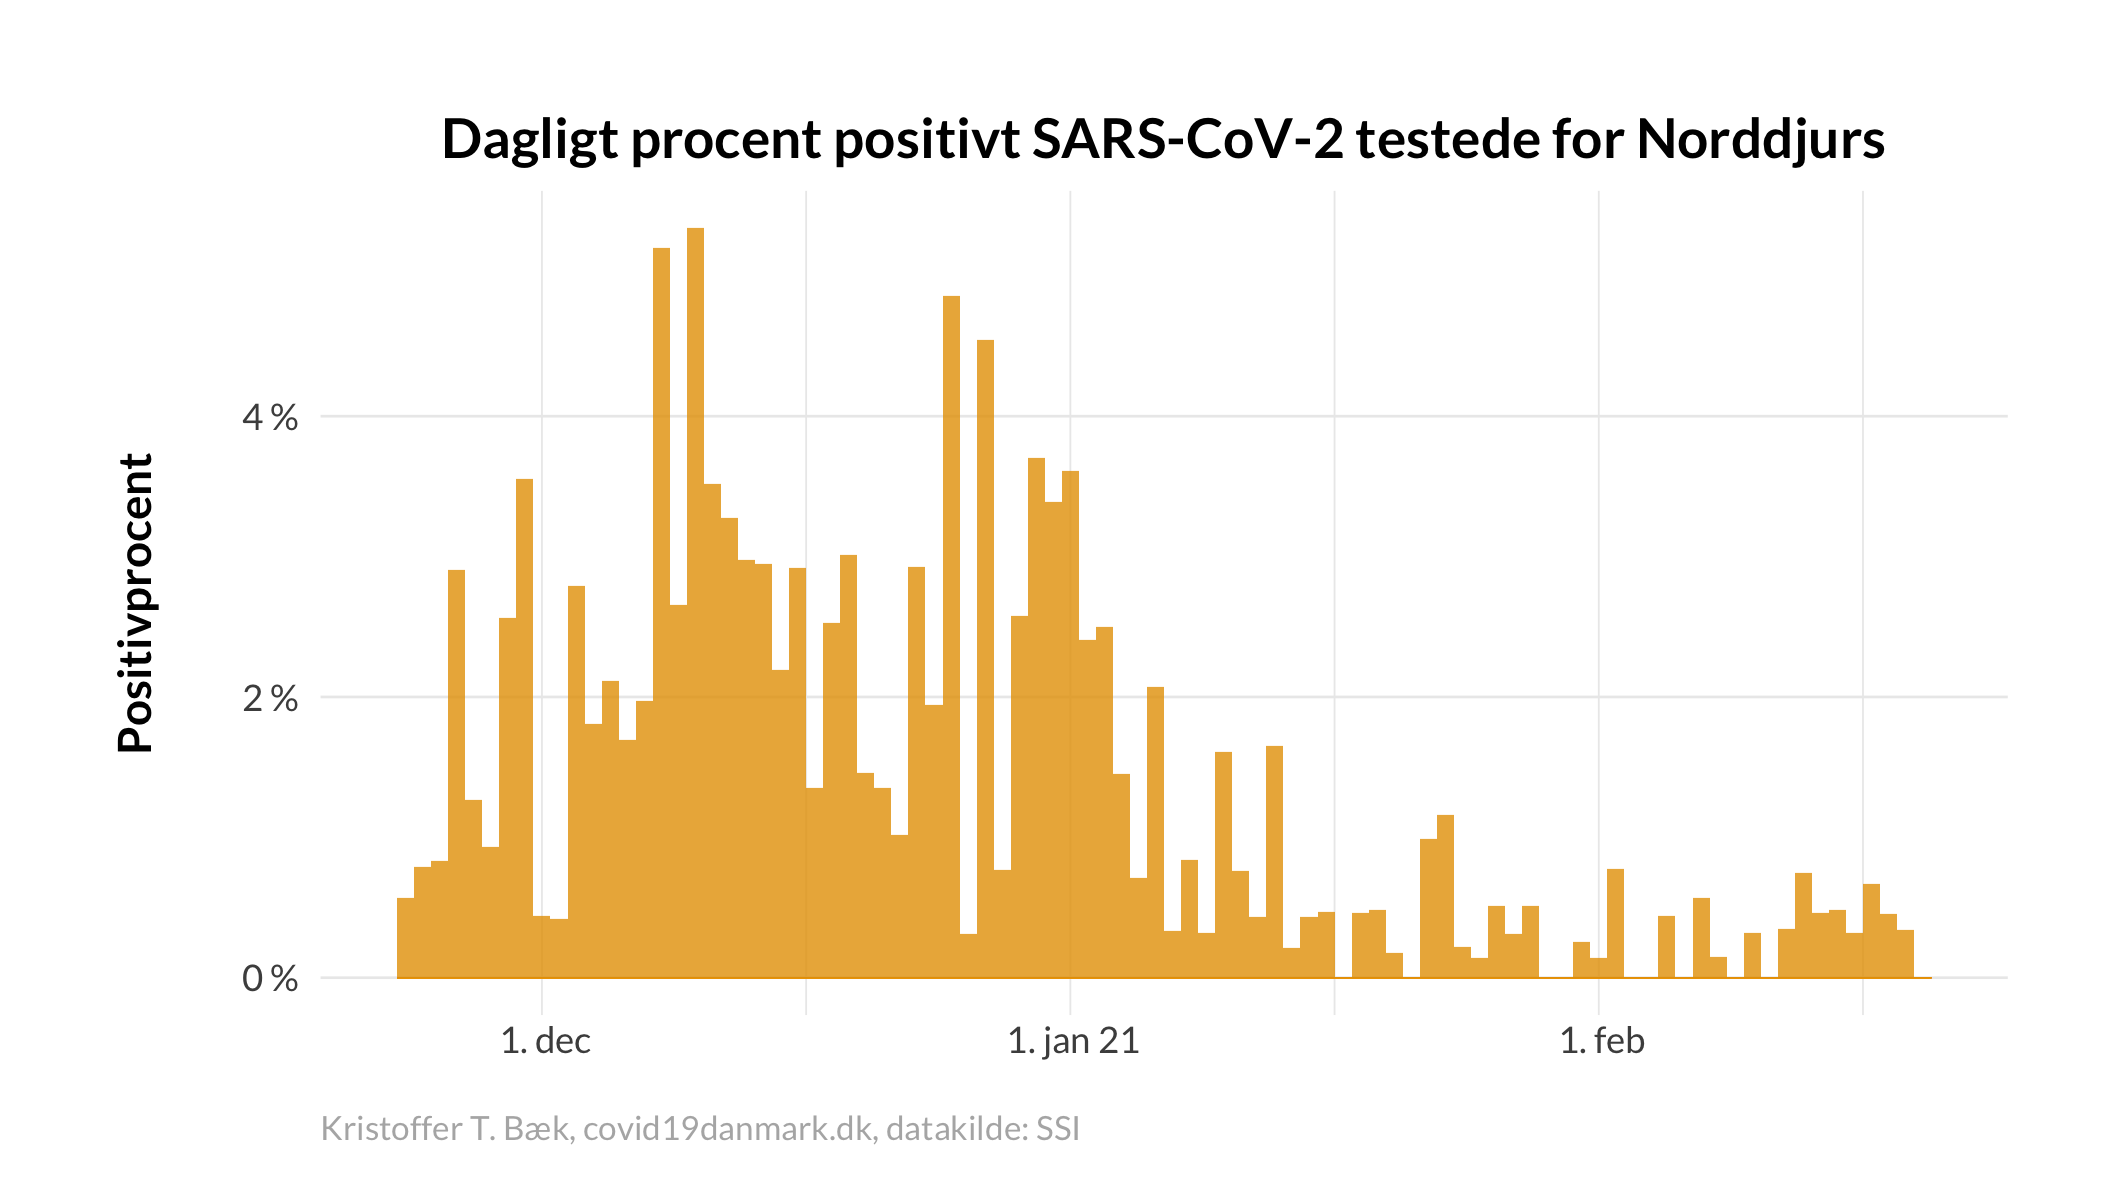 Dagligt procent positivt SARS-CoV-2 testede for Norddjurs
Positivprocent
4 %
2 %
0 %
1. dec
1. jan 21
1. feb
Kristoffer T. Bæk, covid19danmark.dk, datakilde: SSI